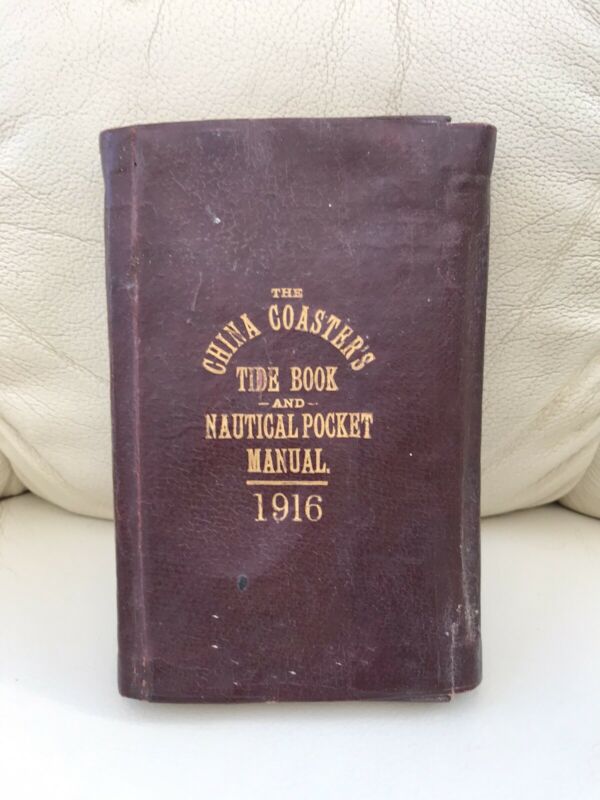 THE
CHINA COASTER'S
TIDE BOOK
– AND –
NAUTICAL POCKET
MANUAL.
1916